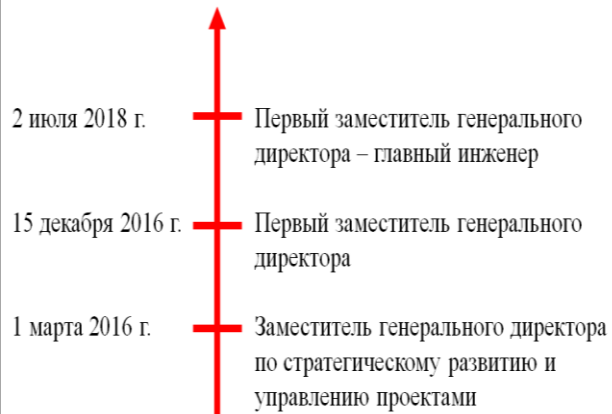 2 июля 2018 г. Первый заместитель генерального
директора – главный инженер
15 декабря 2016 г. Первый заместитель генерального
директора
1 марта 2016 г. Заместитель генерального директора
по стратегическому развитию и
управлению проектами